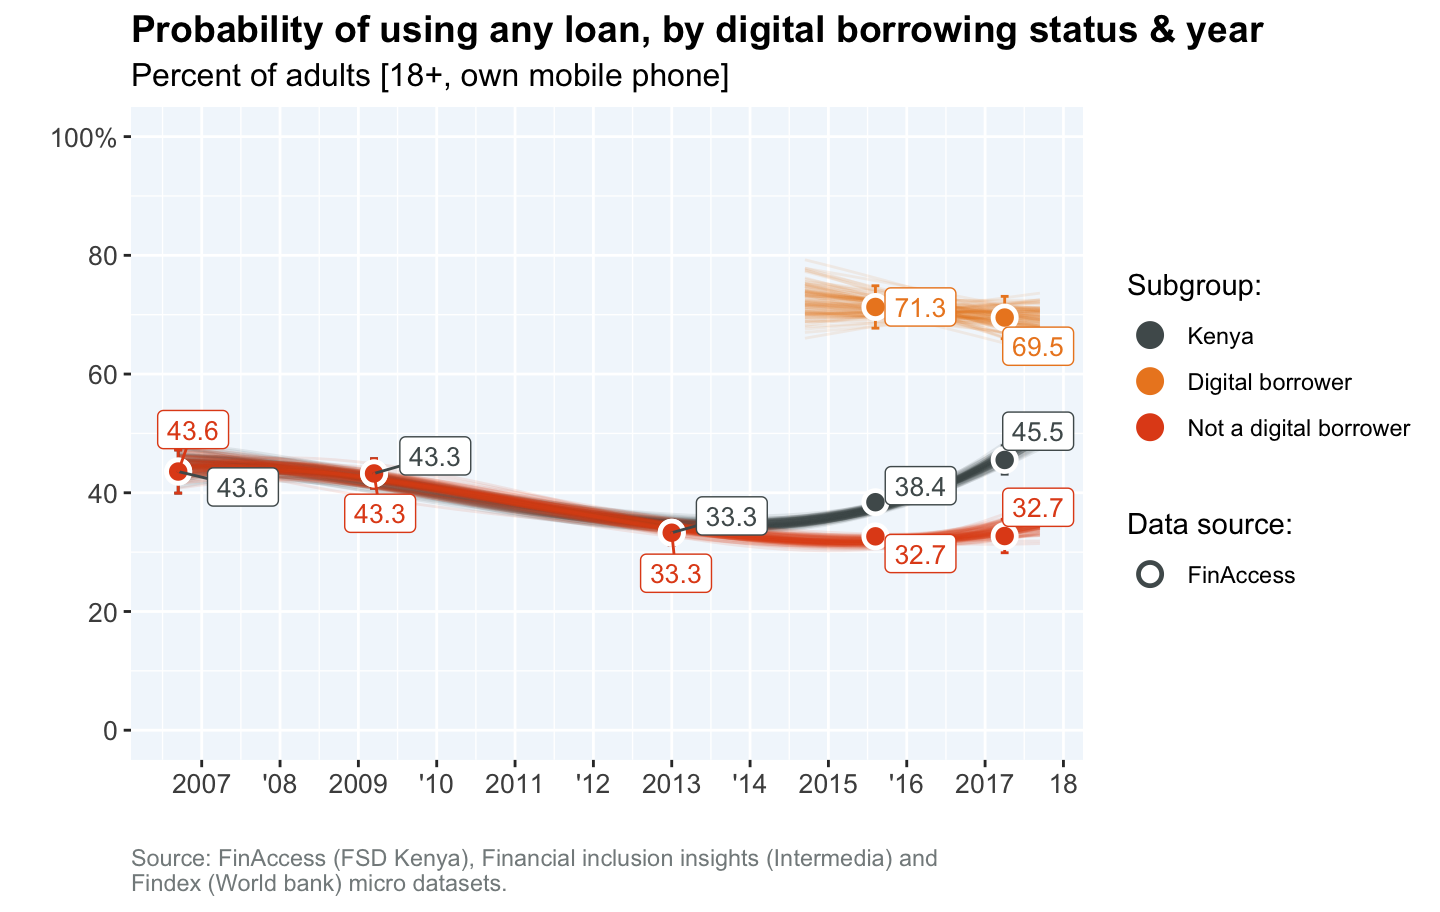 Probability of using any loan, by digital borrowing status & year
Percent of adults [18+, own mobile phone]
100%
80
60
40
20
0
71.3
69.5
43.6
43.6
43.3
43.3
33.3
33.3
38.4
32.7
45.5
32.7
2007 '08 2009 '10 2011 '12 2013 '14 2015 '16 2017 18
Subgroup:
Kenya
Digital borrower
Not a digital borrower
Data source:
FinAccess
Source: FinAccess (FSD Kenya), Financial inclusion insights (Intermedia) and
Findex (World bank) micro datasets.